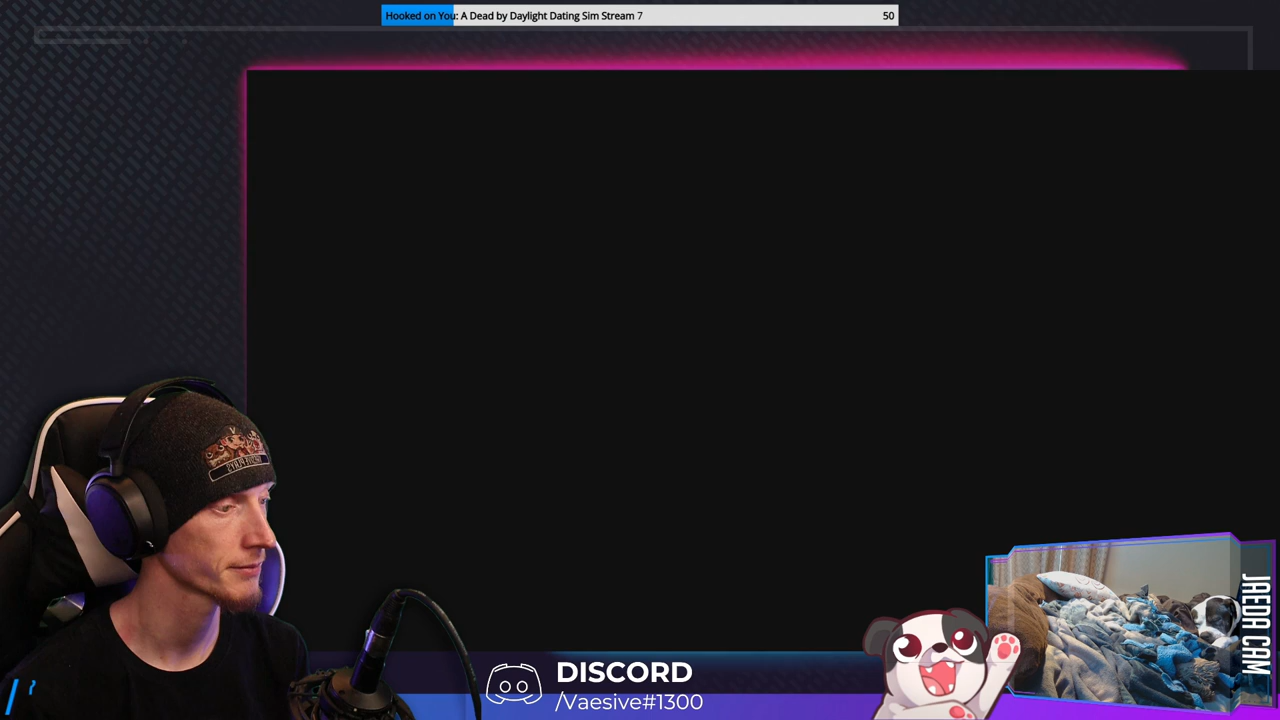 Hooked on You: A Dead by Daylight Dating Sim Stream 7
50
DISCORD
/Vaesive#1300
JAEDA CAM